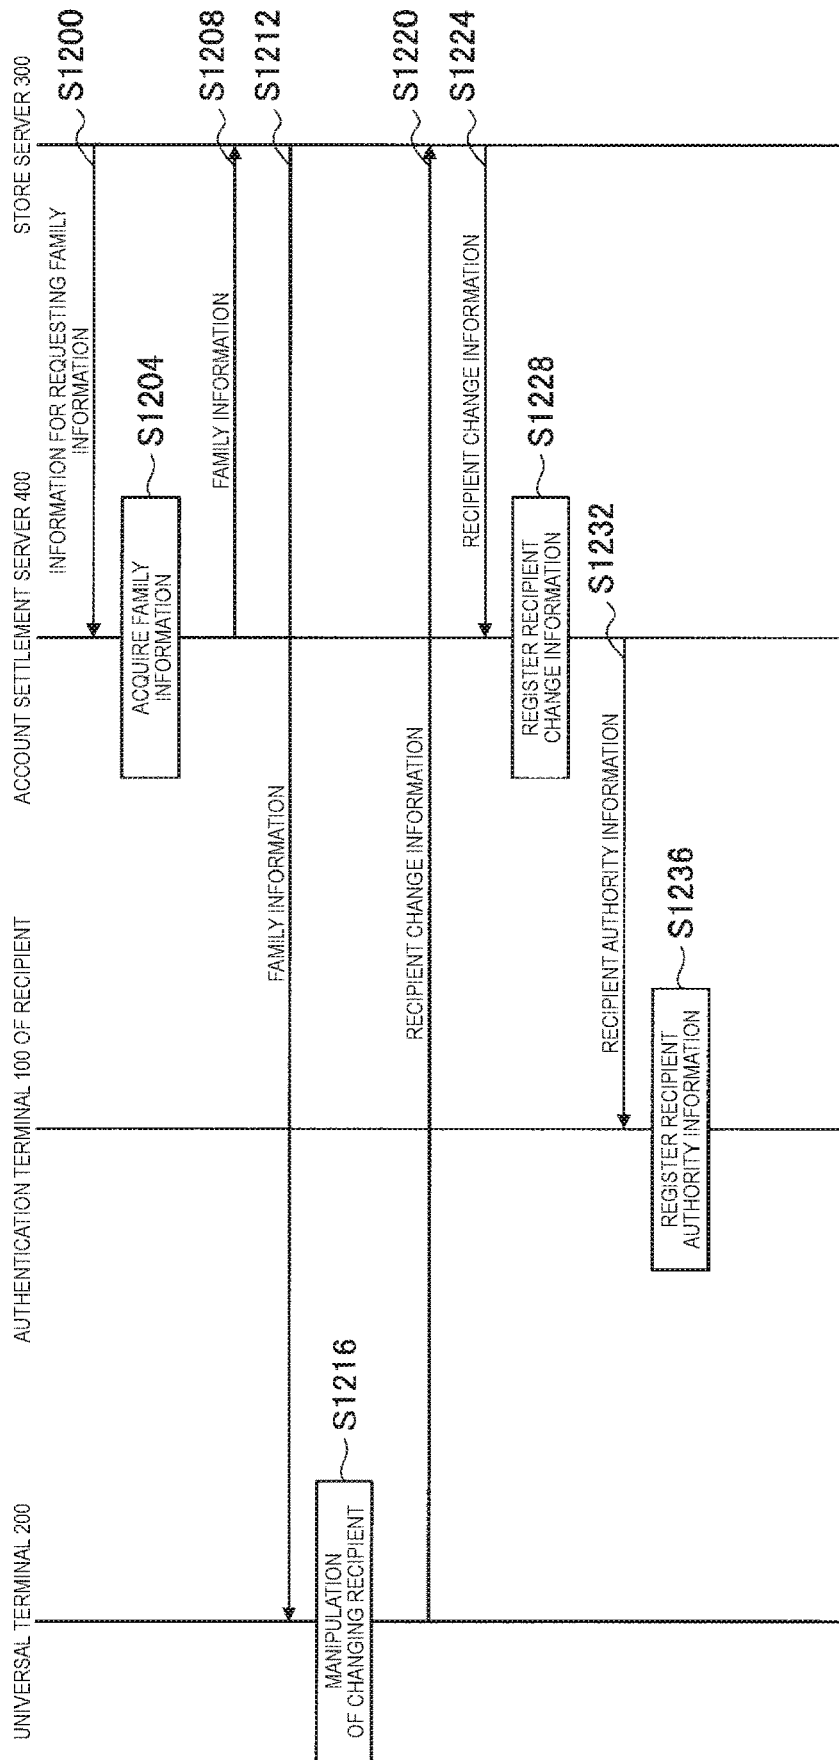 UNIVERSAL TERMINAL 200
AUTHENTICATION TERMINAL 100 OF RECIPIENT
ACCOUNT SETTLEMENT SERVER 400
STORE SERVER 300
INFORMATION FOR REQUESTING FAMILY
INFORMATION
S1200
ACQUIRE FAMILY
INFORMATION
S1204
FAMILY INFORMATION
S1208
FAMILY INFORMATION
S1212
MANIPULATION
OF CHANGING RECIPIENT
S1216
RECIPIENT CHANGE INFORMATION
S1220
RECIPIENT CHANGE INFORMATION
S1224
REGISTER RECIPIENT
CHANGE INFORMATION
S1228
RECIPIENT AUTHORITY INFORMATION
S1232
REGISTER RECIPIENT
AUTHORITY INFORMATION
S1236